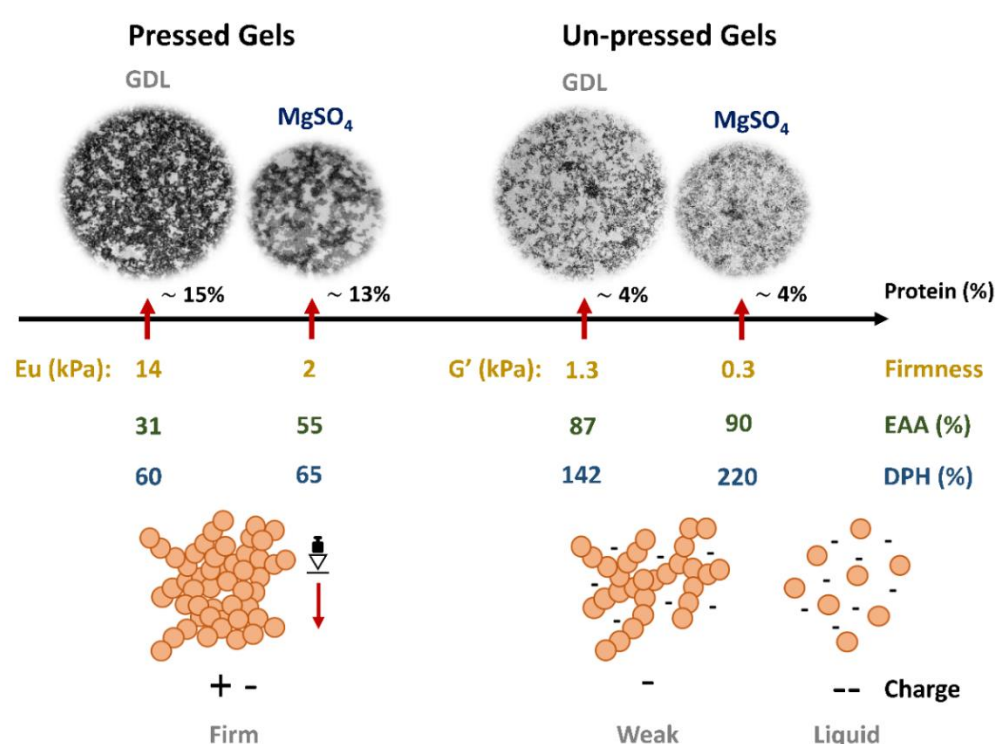 Pressed Gels Un-pressed Gels
GDL GDL
MgSO₄ MgSO₄
~ 15% ~ 13% ~ 4% ~ 4% Protein (%)
Eu (kPa): 14 2 G’ (kPa): 1.3 0.3 Firmness
31 55 87 90 EAA (%)
60 65 142 220 DPH (%)
+ - - -- Charge
Firm Weak Liquid